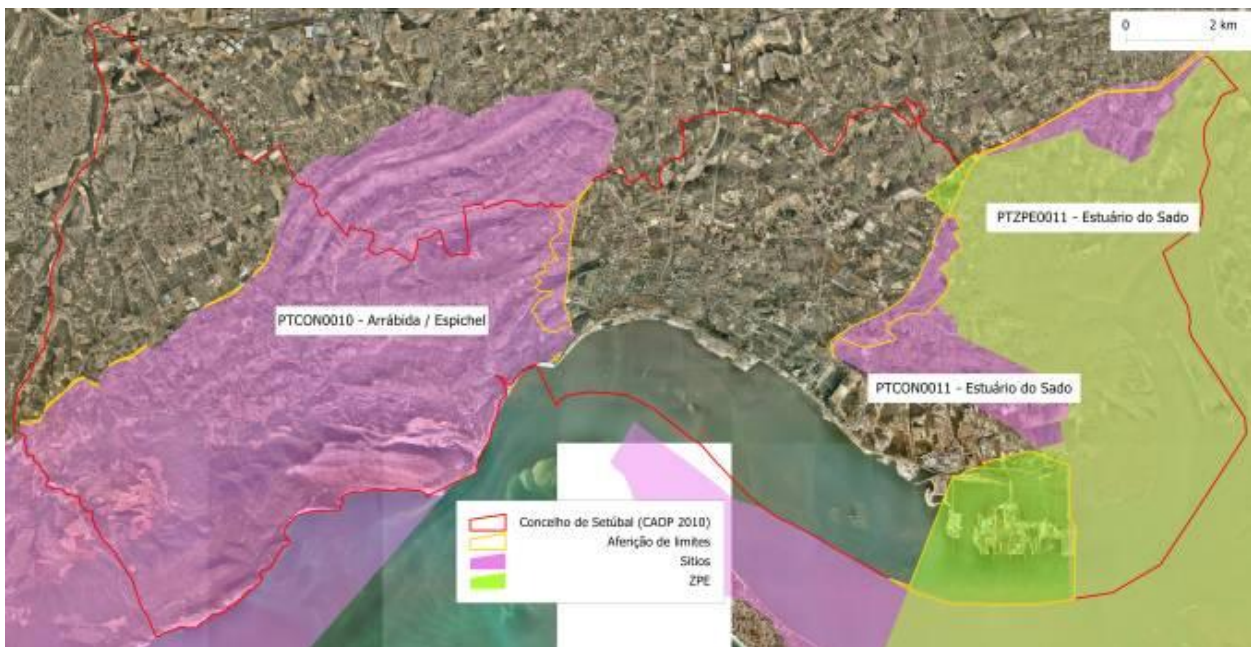 0 2 km
PTZPE0011 - Estuário do Sado
PTCON0010 - Arrábida / Espichel
PTCON0011 - Estuário do Sado
Concelho de Setúbal (CAOP 2010)
Aferição de limites
Sítios
ZPE